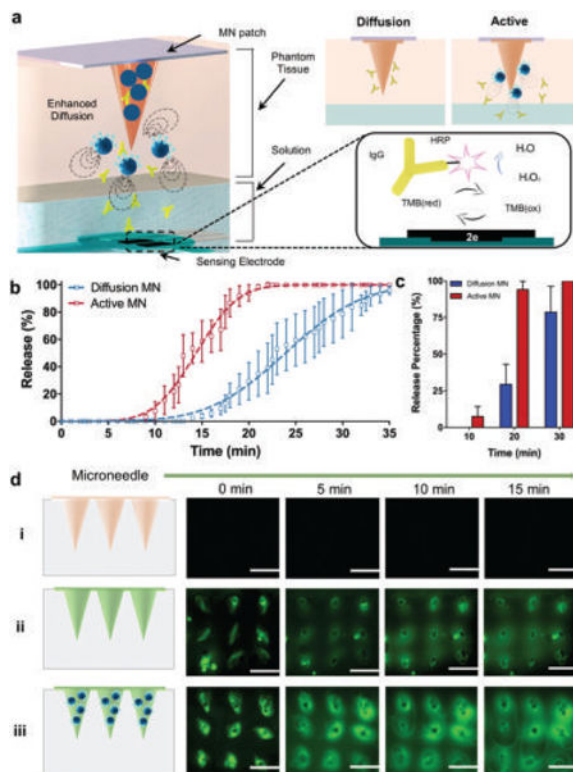 a
MN patch
Phantom
Tissue
Enhanced
Diffusion
Solution
Sensing Electrode
Diffusion
Active
IgG
HRP
H₂O
H₂O₂
TMB(red)
TMB(ox)
2e
b
Diffusion MN
Active MN
Release (%)
100
80
60
40
20
0
0 5 10 15 20 25 30 35
Time (min)
c
Diffusion MN
Active MN
Release Percentage (%)
100
75
50
25
0
10 20 30
Time (min)
d
Microneedle
0 min 5 min 10 min 15 min
i
ii
iii